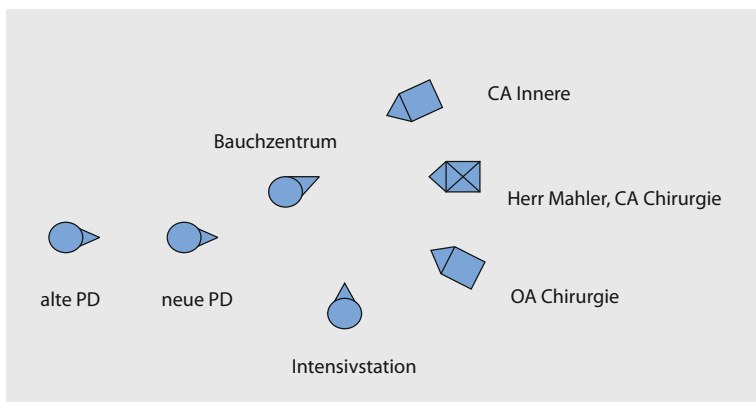 CA Innere
Bauchzentrum
Herr Mahler, CA Chirurgie
alte PD
neue PD
OA Chirurgie
Intensivstation